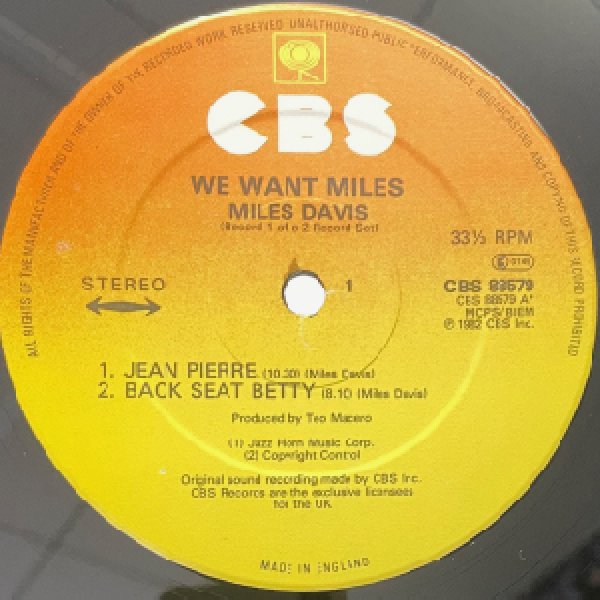 ALL RIGHTS OF THE MANUFACTURER AND OF THE OWNER OF THE RECORDED WORK RESERVED UNAUTHORISED PUBLIC PERFORMANCE, BROADCASTING AND COPYING OF THIS RECORD PROHIBITED
CBS
WE WANT MILES
MILES DAVIS
(Record 1 of a 2 Record Set)
33⅓ RPM
STEREO
1
CBS 88579
CBS 88579 A¹
MCPS/BIEM
℗ 1982 CBS Inc.
1. JEAN PIERRE (10.30) (Miles Davis)
2. BACK SEAT BETTY (8.10) (Miles Davis)
Produced by Teo Macero
(1) Jazz Horn Music Corp.
(2) Copyright Control
Original sound recording made by CBS Inc.
CBS Records are the exclusive licensees
for the UK
MADE IN ENGLAND